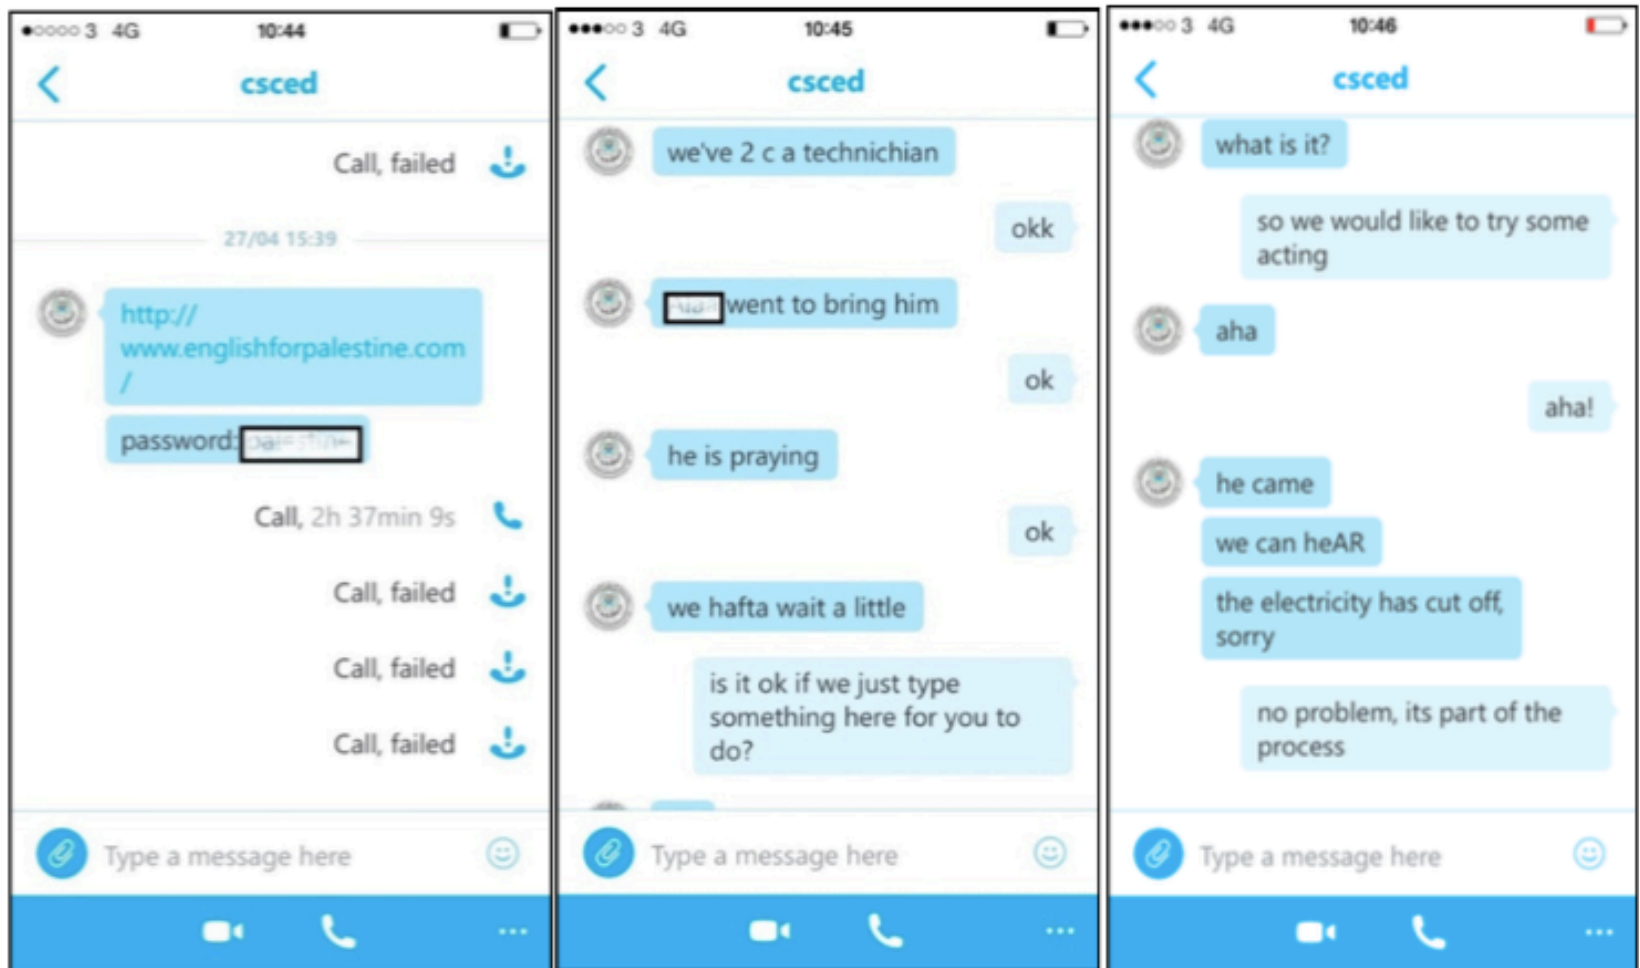 3 4G 10:44
csced
Call, failed
27/04 15:39
http://
www.englishforpalestine.com
/
password:
Call, 2h 37min 9s
Call, failed
Call, failed
Call, failed
Type a message here
3 4G 10:45
csced
we've 2 c a technichian
okk
went to bring him
ok
he is praying
ok
we hafta wait a little
is it ok if we just type
something here for you to
do?
Type a message here
3 4G 10:46
csced
what is it?
so we would like to try some
acting
aha
aha!
he came
we can heAR
the electricity has cut off,
sorry
no problem, its part of the
process
Type a message here